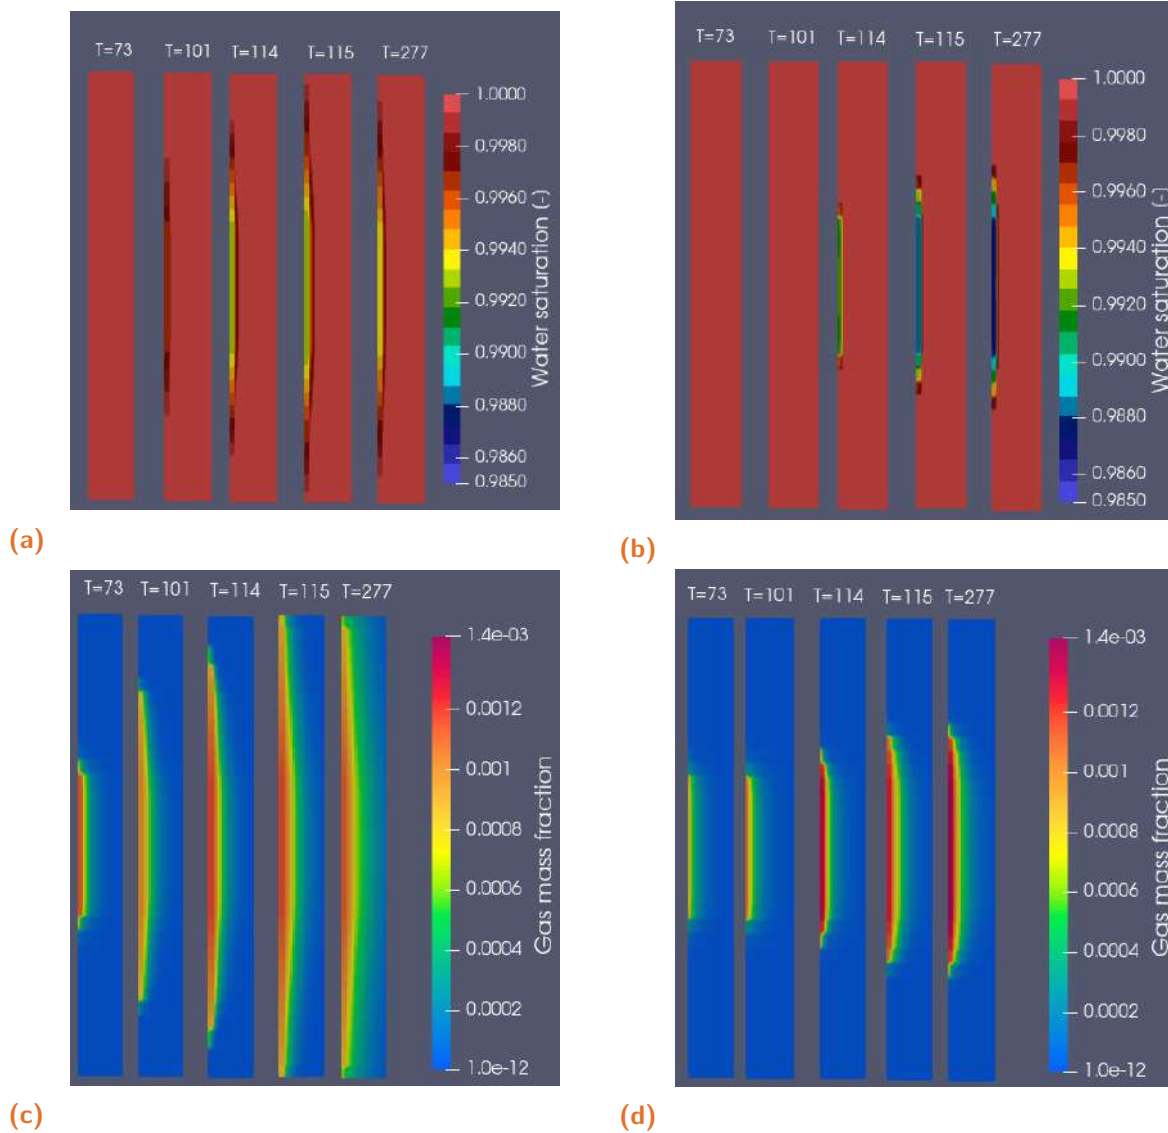 T=73 T=101 T=114 T=115 T=277
1.0000
0.9980
0.9960
0.9940
0.9920
0.9900
0.9880
0.9860
0.9850
Water saturation (-)
(a)
T=73 T=101 T=114 T=115 T=277
1.0000
0.9980
0.9960
0.9940
0.9920
0.9900
0.9880
0.9860
0.9850
Water saturation (-)
(b)
T=73 T=101 T=114 T=115 T=277
1.4e-03
0.0012
0.001
0.0008
0.0006
0.0004
0.0002
1.0e-12
Gas mass fraction
(c)
T=73 T=101 T=114 T=115 T=277
1.4e-03
0.0012
0.001
0.0008
0.0006
0.0004
0.0002
1.0e-12
Gas mass fraction
(d)